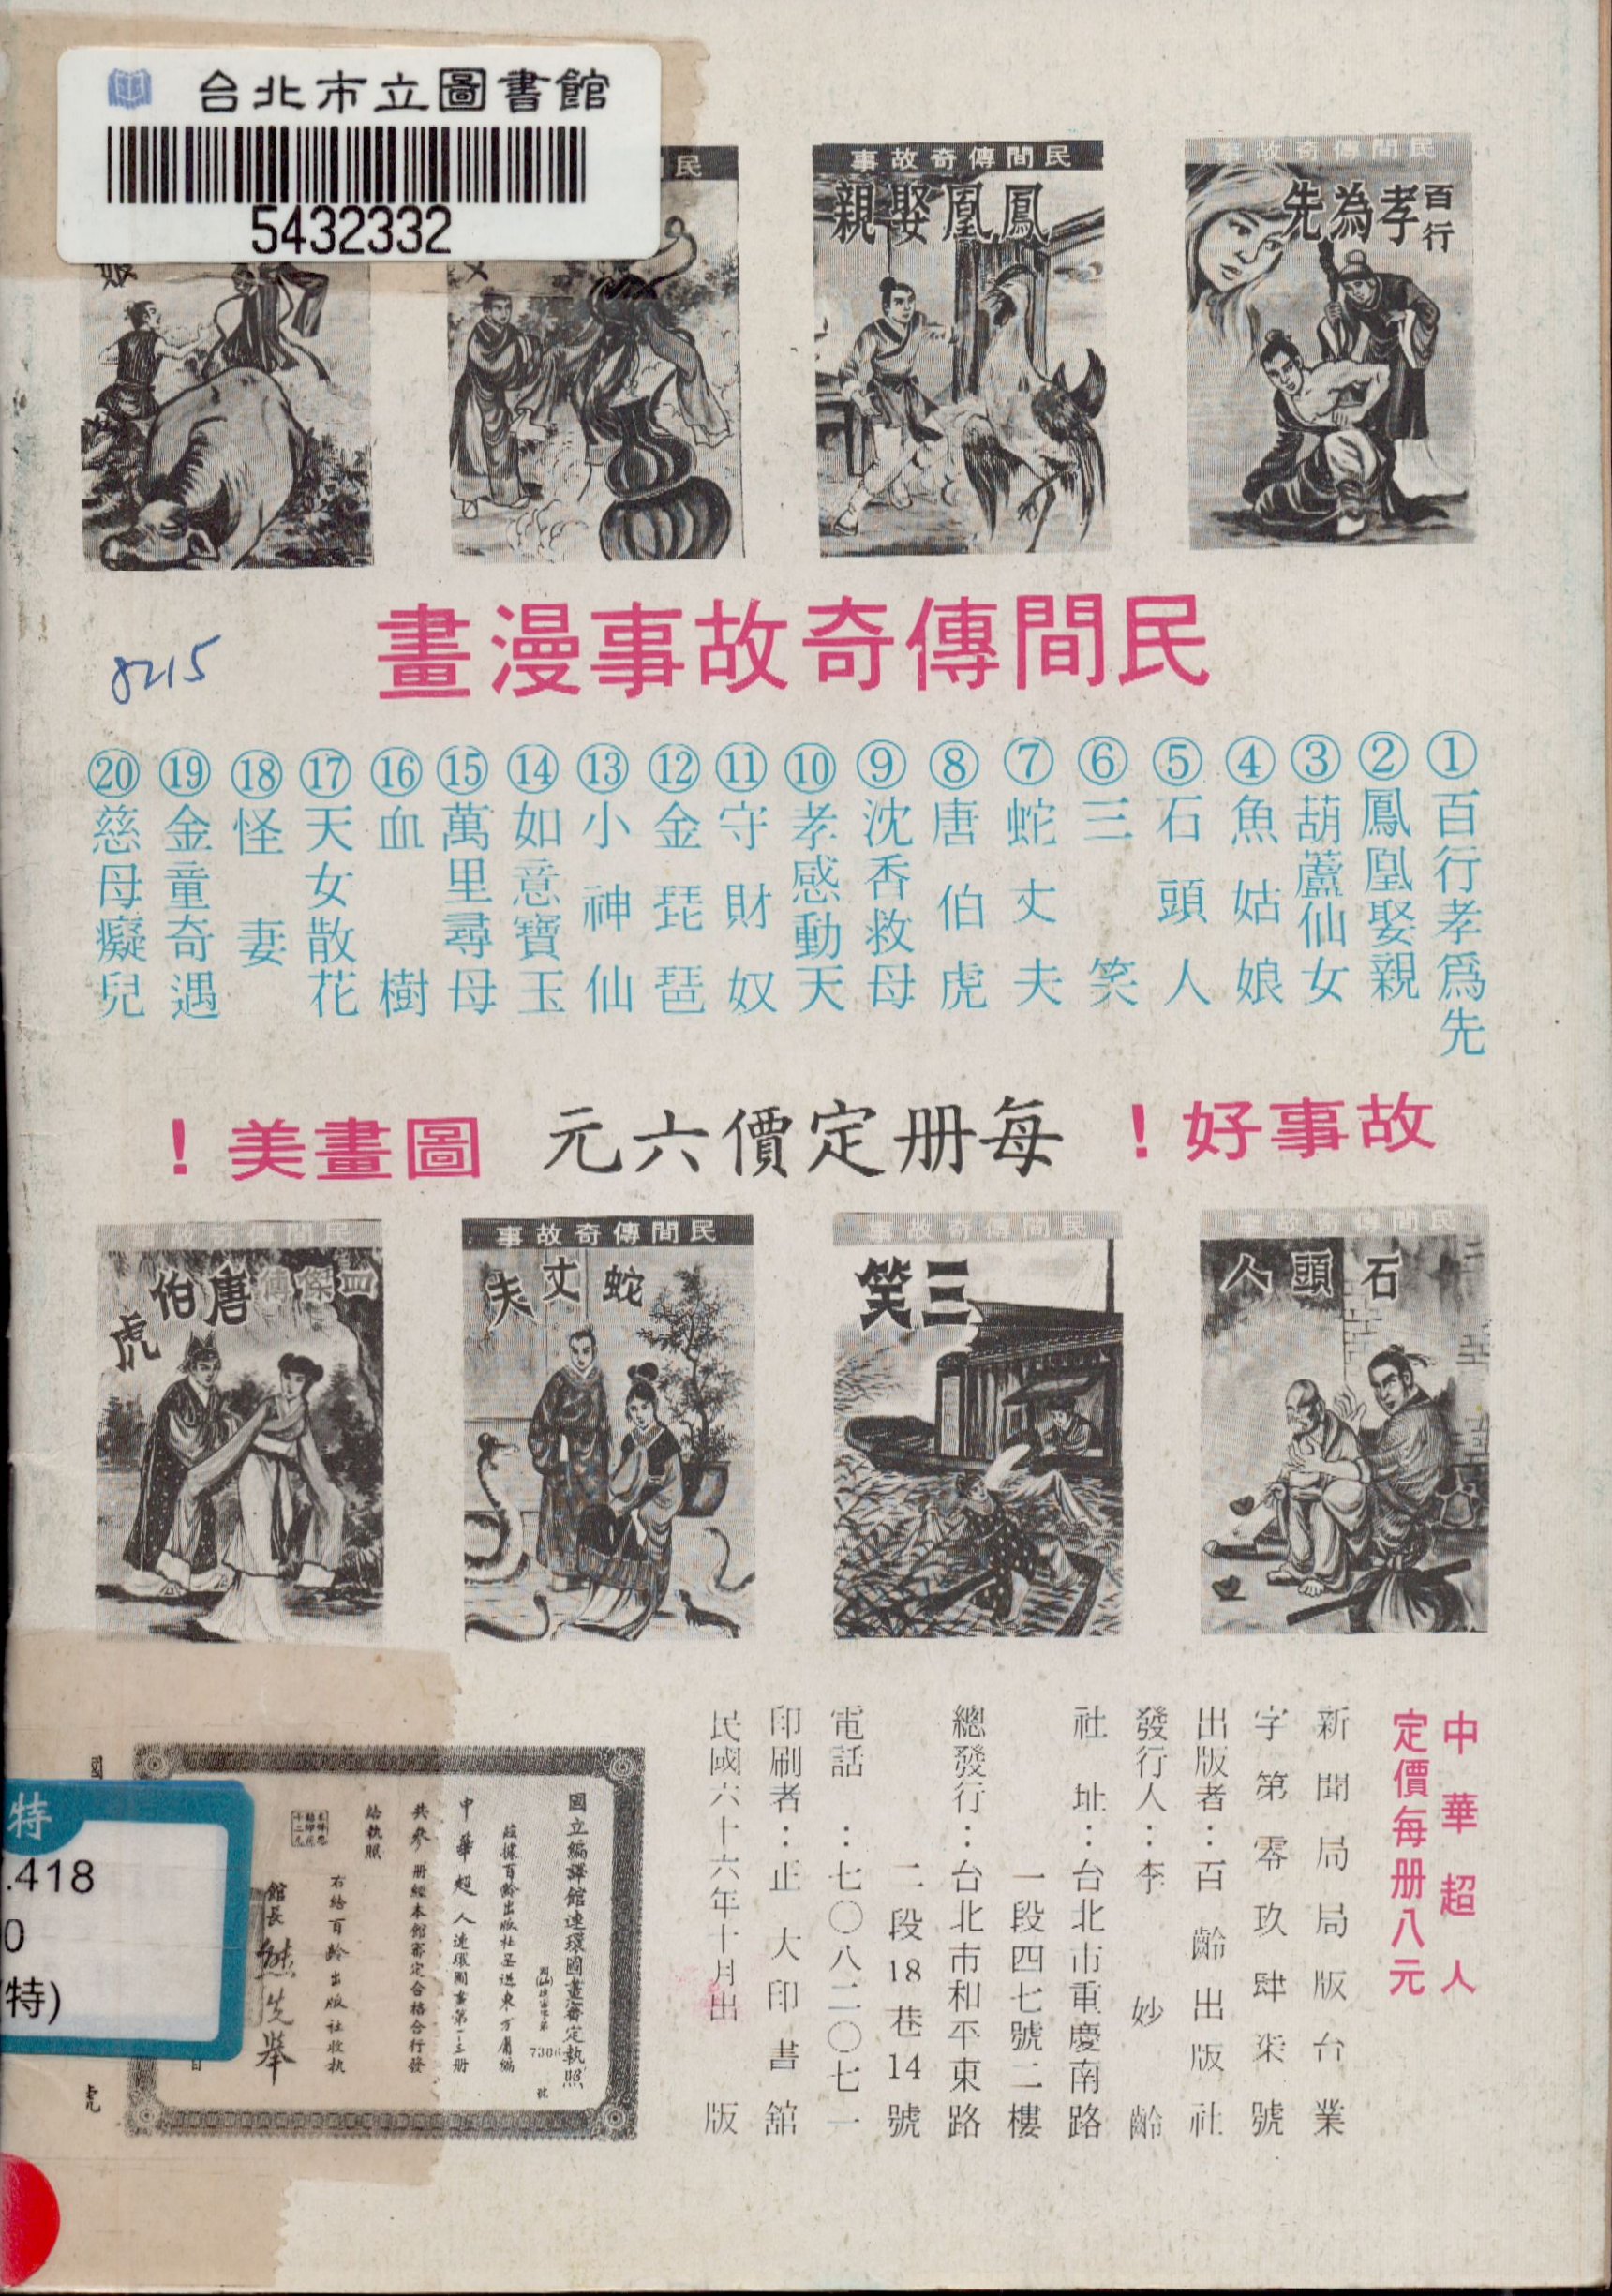 台北市立圖書館
5432332
民間傳奇故事
百行
孝為先
民間傳奇故事
鳳凰娶親
民
女
娘
民間傳奇故事漫畫
8215
①百行孝爲先
②鳳凰娶親
③葫蘆仙女
④魚姑娘
⑤石頭人
⑥三笑
⑦蛇丈夫
⑧唐伯虎
⑨沈香救母
⑩孝感動天
⑪守財奴
⑫金琵琶
⑬小神仙
⑭如意寶玉
⑮萬里尋母
⑯血樹
⑰天女散花
⑱怪妻
⑲金童奇遇
⑳慈母癡兒
故事好!
每册定價六元
圖畫美!
民間傳奇故事
石頭人
民間傳奇故事
三笑
民間傳奇故事
蛇丈夫
民間傳奇故事
四傑傳
唐伯虎
中華超人
定價每册八元
新聞局局版台業
字第零玖肆柒號
出版者:百齡出版社
發行人:李妙齡
社址:台北市重慶南路
一段四七號二樓
總發行:台北市和平東路
二段18巷14號
電話:七〇八二〇七一
印刷者:正大印書舘
民國六十六年十月出版
國立編譯館連環圖畫審定執照
7306
號
茲據百齡出版社呈送東方庸編
中華超人連環圖畫第1-3冊
共參冊經本館審定合格合行發
給執照
右給百齡出版社收執
館長熊先舉
國
虎
特
.418
0
(特)